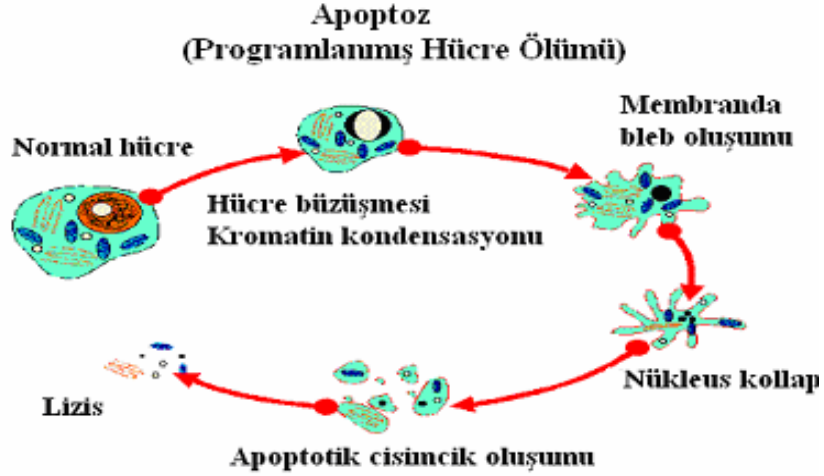 Apoptoz
(Programlanmış Hücre Ölümü)
Normal hücre
Hücre büzüşmesi
Kromatin kondensasyonu
Membranda
bleb oluşumu
Nükleus kollap
Apoptotik cisimcik oluşumu
Lizis